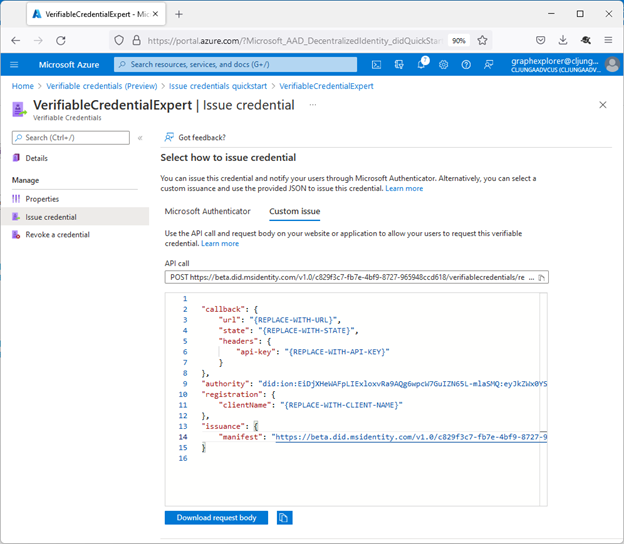 VerifiableCredentialExpert - Mic
https://portal.azure.com/?Microsoft_AAD_DecentralizedIdentity_didQuickStar
90%
Microsoft Azure
Search resources, services, and docs (G+/)
1
graphexplorer@cljung...
CLJUNGAADVCUS (CLJUNGAADVCU...
Home > Verifiable credentials (Preview) > Issue credentials quickstart > VerifiableCredentialExpert
VerifiableCredentialExpert | Issue credential ...
Verifiable Credentials
Search (Ctrl+/)
«
Got feedback?
Details
Manage
Properties
Issue credential
Revoke a credential
Select how to issue credential
You can issue this credential and notify your users through Microsoft Authenticator. Alternatively, you can select a
custom issuance and use the provided JSON to issue this credential. Learn more
Microsoft Authenticator Custom issue
Use the API call and request body on your website or application to allow your users to request this verifiable
credential. Learn more
API call
POST https://beta.did.msidentity.com/v1.0/c829f3c7-fb7e-4bf9-8727-965948ccd618/verifiablecredentials/re ...
1
2 "callback": {
3 "url": "{REPLACE-WITH-URL}",
4 "state": "{REPLACE-WITH-STATE}",
5 "headers": {
6 "api-key": "{REPLACE-WITH-API-KEY}"
7 }
8 },
9 "authority": "did:ion:EiDjXHeWAFpLIExloxvRa9AQg6wpcW7GuIZN65L-mlaSMQ:eyJkZWx0YS
10 "registration": {
11 "clientName": "{REPLACE-WITH-CLIENT-NAME}"
12 },
13 "issuance": {
14 "manifest": "https://beta.did.msidentity.com/v1.0/c829f3c7-fb7e-4bf9-8727-9
15 }
16
Download request body